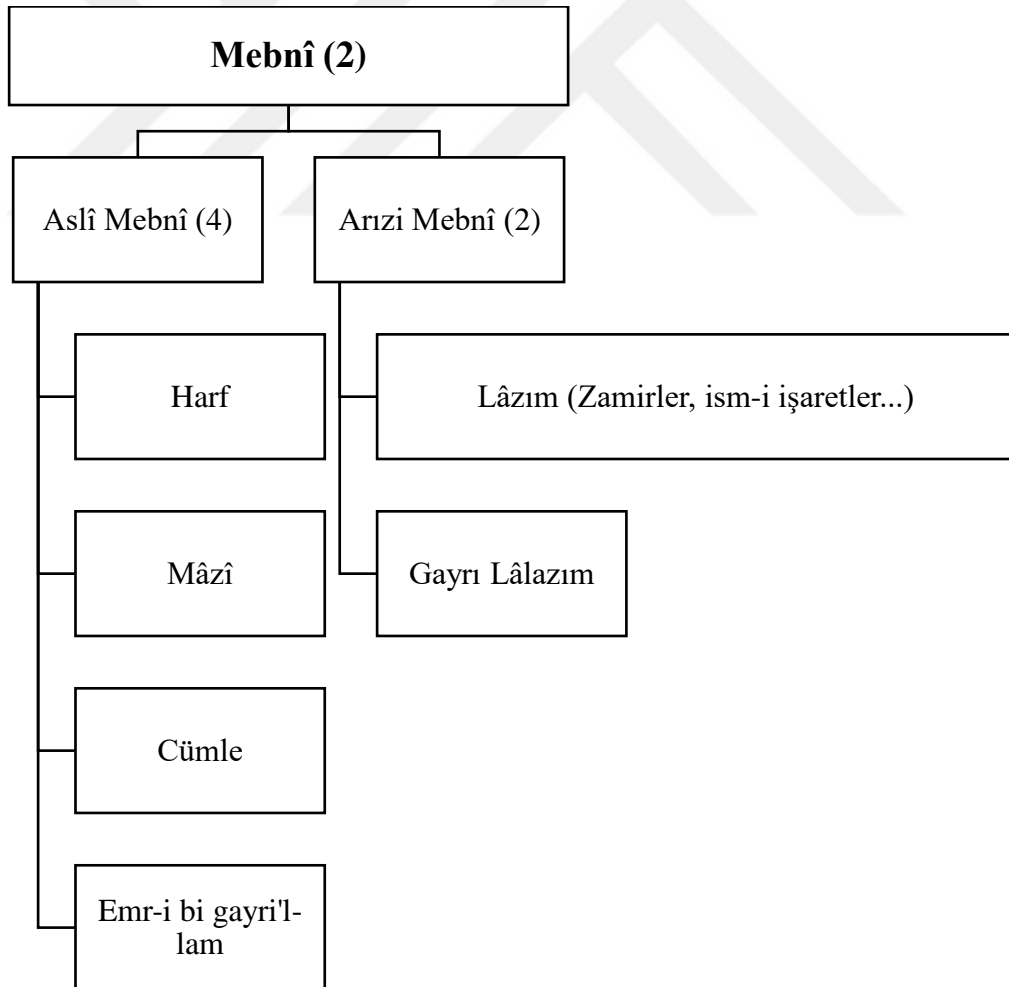 Mebnî (2)
Aslî Mebnî (4)
Arızi Mebnî (2)
Harf
Lâzım (Zamirler, ism-i işaretler...)
Mâzî
Gayrı Lâlazım
Cümle
Emr-i bi gayri'l-
lam